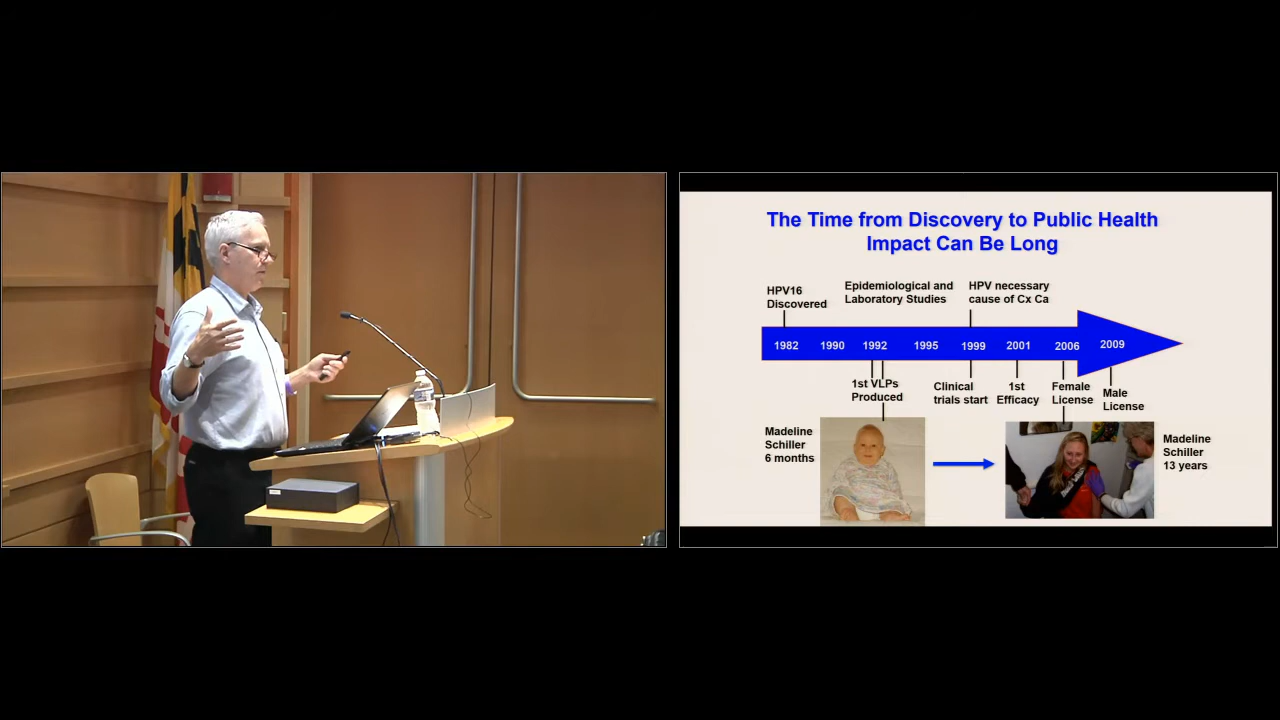 The Time from Discovery to Public Health
Impact Can Be Long
HPV16
Discovered
Epidemiological and
Laboratory Studies
HPV necessary
cause of Cx Ca
1982
1990
1992
1995
1999
2001
2006
2009
1st VLPs
Produced
Clinical
trials start
1st
Efficacy
Female
License
Male
License
Madeline
Schiller
6 months
Madeline
Schiller
13 years